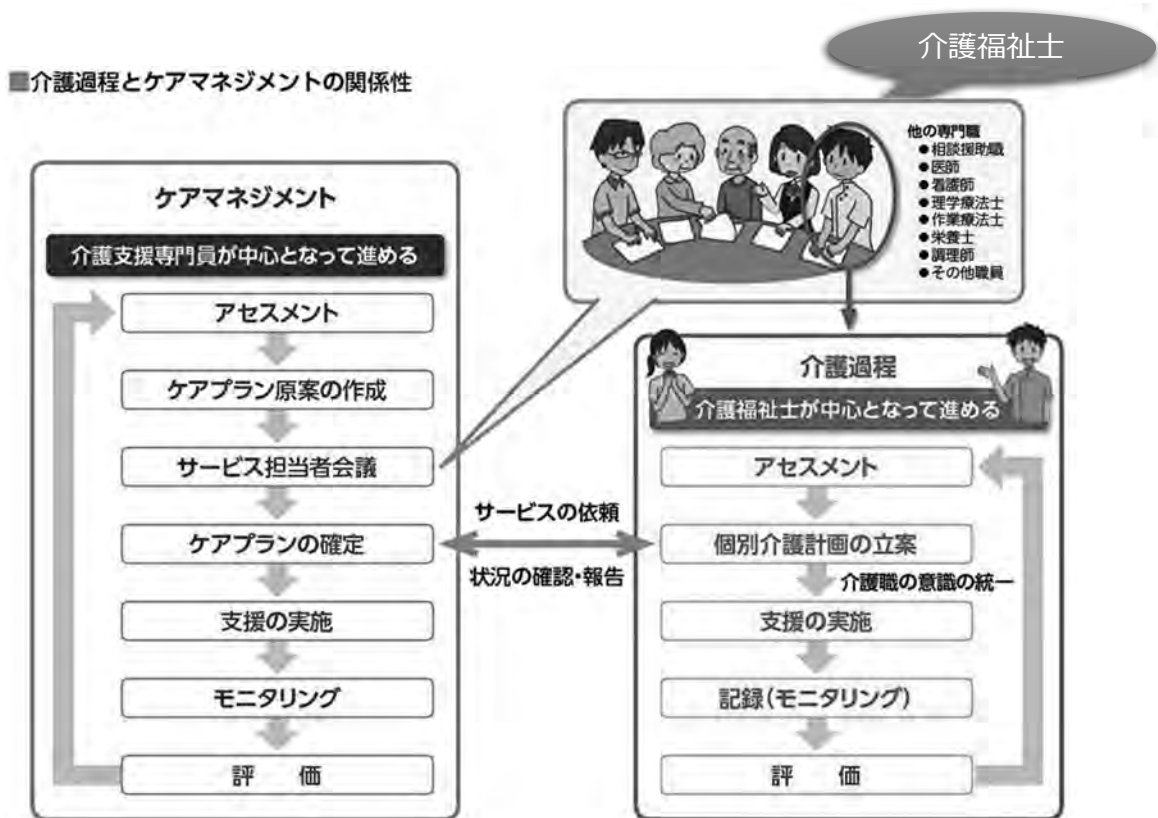 介護福祉士
■介護過程とケアマネジメントの関係性
他の専門職
●相談援助職
●医師
●看護師
●理学療法士
●作業療法士
●栄養士
●調理師
●その他職員
ケアマネジメント
介護支援専門員が中心となって進める
アセスメント
ケアプラン原案の作成
サービス担当者会議
ケアプランの確定
支援の実施
モニタリング
評 価
サービスの依頼
状況の確認・報告
介護過程
介護福祉士が中心となって進める
アセスメント
個別介護計画の立案
介護職の意識の統一
支援の実施
記録(モニタリング)
評 価